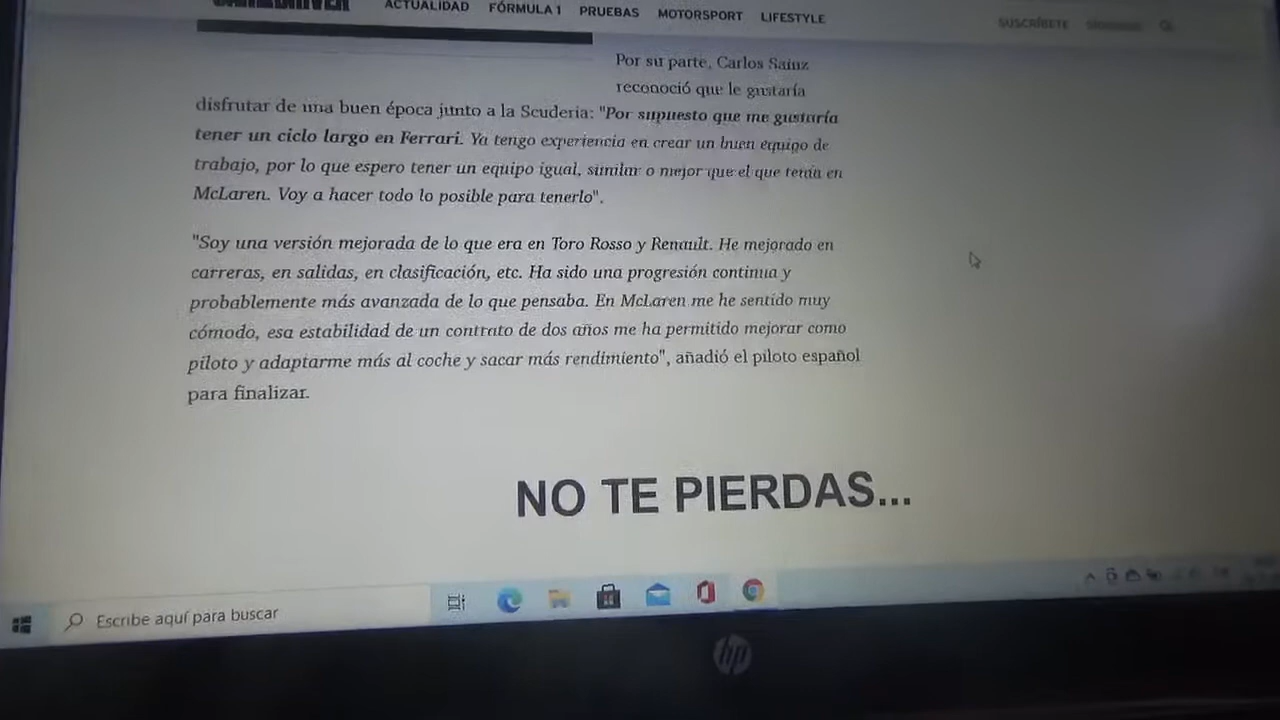 ACTUALIDAD FÓRMULA 1 PRUEBAS MOTORSPORT LIFESTYLE SUSCRÍBETE
Por su parte, Carlos Sainz
reconoció que le gustaría
disfrutar de una buen época junto a la Scuderia: "Por supuesto que me gustaría
tener un ciclo largo en Ferrari. Ya tengo experiencia en crear un buen equipo de
trabajo, por lo que espero tener un equipo igual, similar o mejor que el que tenía en
McLaren. Voy a hacer todo lo posible para tenerlo".
"Soy una versión mejorada de lo que era en Toro Rosso y Renault. He mejorado en
carreras, en salidas, en clasificación, etc. Ha sido una progresión continua y
probablemente más avanzada de lo que pensaba. En McLaren me he sentido muy
cómodo, esa estabilidad de un contrato de dos años me ha permitido mejorar como
piloto y adaptarme más al coche y sacar más rendimiento", añadió el piloto español
para finalizar.
NO TE PIERDAS...
Escribe aquí para buscar
hp